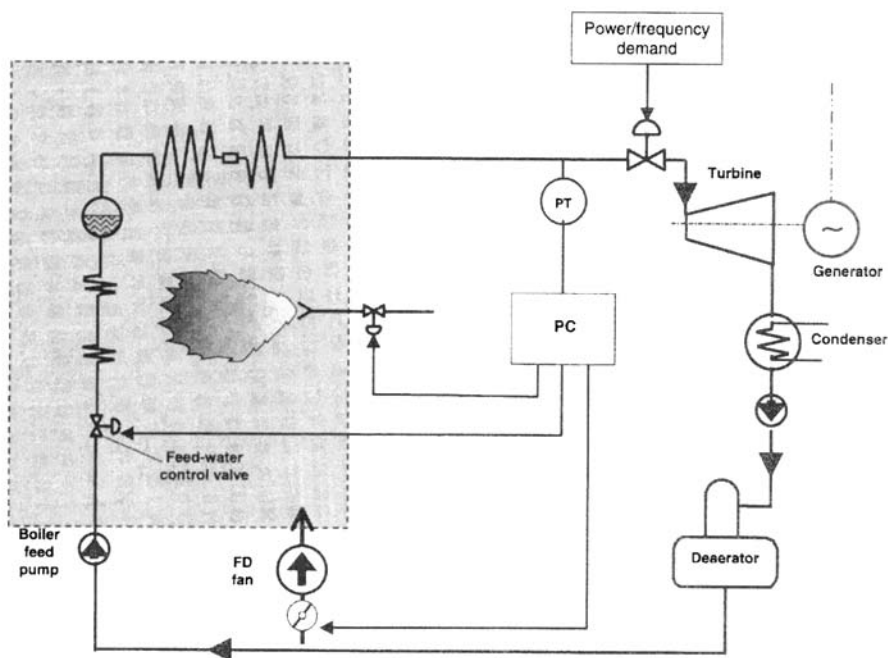 Power/frequency
demand
Turbine
PT
~
Generator
PC
Condenser
Feed-water
control valve
Boiler
feed
pump
FD
fan
Deaerator